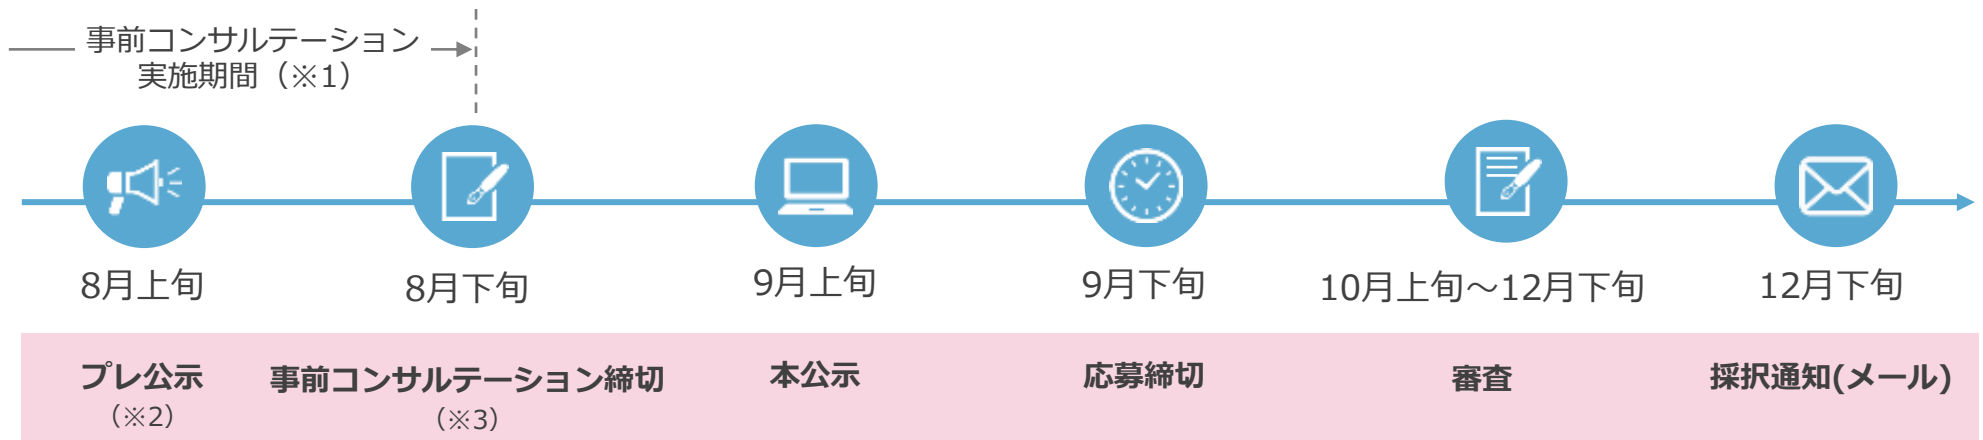 事前コンサルテーション
実施期間（※1）
8月上旬
8月下旬
9月上旬
9月下旬
10月上旬～12月下旬
12月下旬
プレ公示
（※2）
事前コンサルテーション締切
（※3）
本公示
応募締切
審査
採択通知(メール)